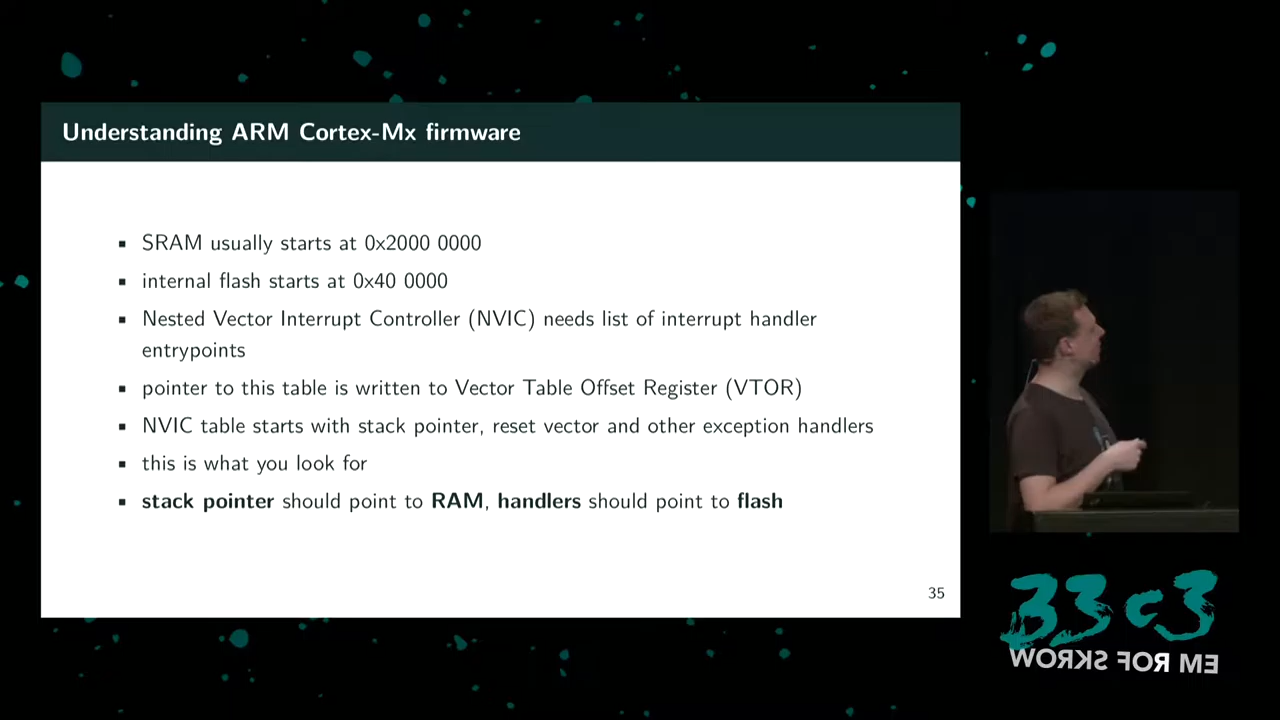 Understanding ARM Cortex-Mx firmware
▪ SRAM usually starts at 0x2000 0000
▪ internal flash starts at 0x40 0000
▪ Nested Vector Interrupt Controller (NVIC) needs list of interrupt handler
entrypoints
▪ pointer to this table is written to Vector Table Offset Register (VTOR)
▪ NVIC table starts with stack pointer, reset vector and other exception handlers
▪ this is what you look for
▪ stack pointer should point to RAM, handlers should point to flash
35
33c3
WORKS FOR ME